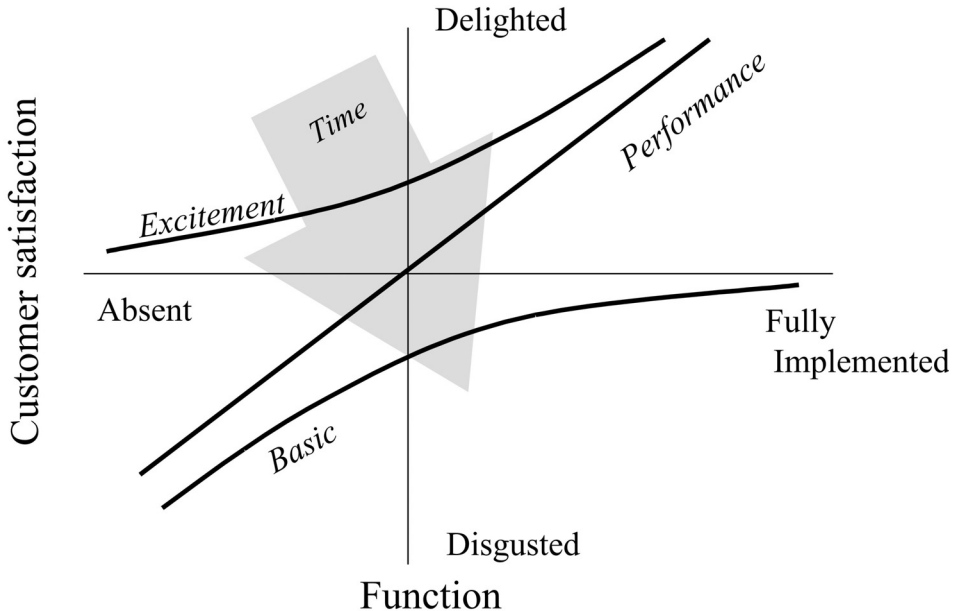 Delighted
Time
Performance
Customer satisfaction
Excitement
Absent
Fully
Implemented
Basic
Disgusted
Function